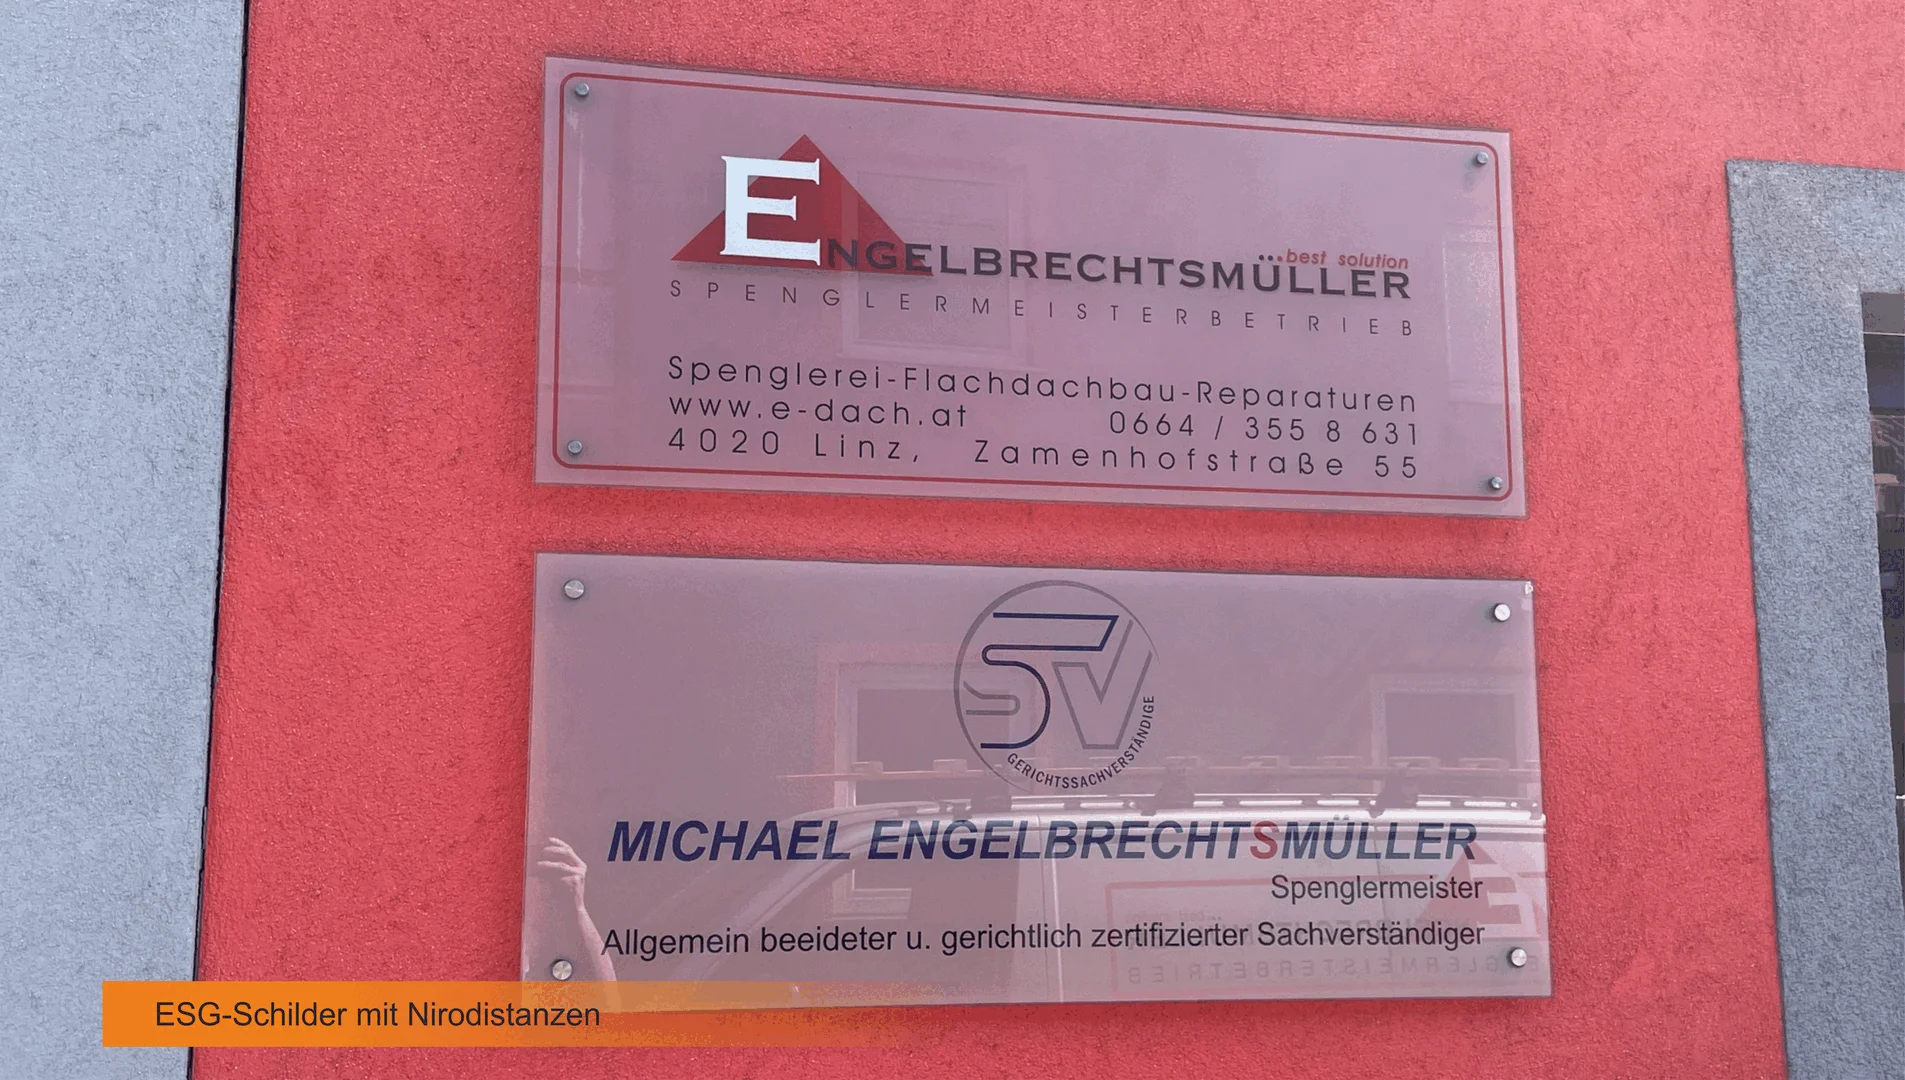 ENGELBRECHTSMÜLLER
...best solution
SPENGLERMEISTERBETRIEB
Spenglerei-Flachdachbau-Reparaturen
www.e-dach.at 0664 / 355 8 631
4020 Linz, Zamenhofstraße 55
SV
GERICHTSSACHVERSTÄNDIGE
MICHAEL ENGELBRECHTSMÜLLER
Spenglermeister
Allgemein beeideter u. gerichtlich zertifizierter Sachverständiger
ESG-Schilder mit Nirodistanzen